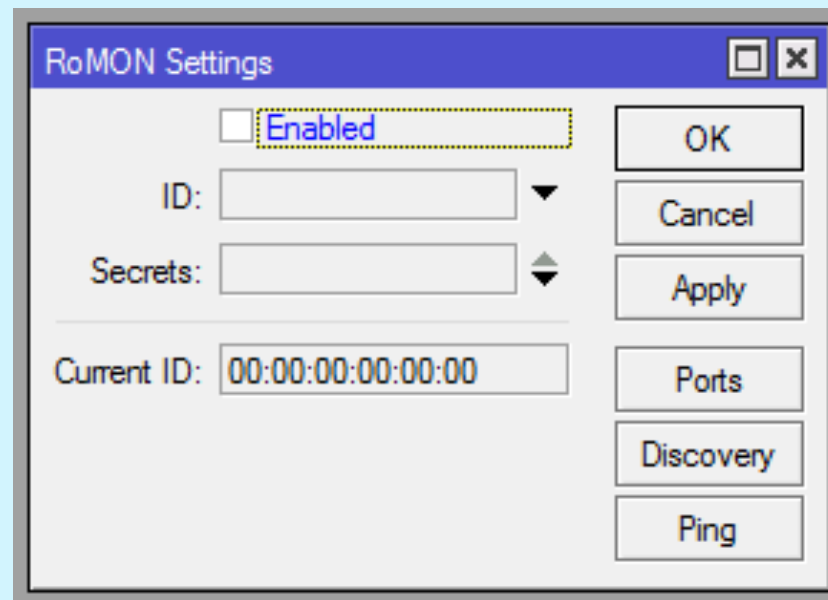 RoMON Settings
Enabled
ID:
Secrets:
Current ID: 00:00:00:00:00:00
OK
Cancel
Apply
Ports
Discovery
Ping